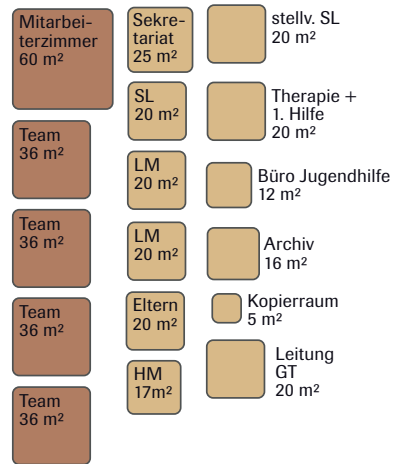 Mitarbei-
terzimmer
60 m²
Team
36 m²
Team
36 m²
Team
36 m²
Team
36 m²
Sekre-
tariat
25 m²
SL
20 m²
LM
20 m²
LM
20 m²
Eltern
20 m²
HM
17m²
stellv. SL
20 m²
Therapie +
1. Hilfe
20 m²
Büro Jugendhilfe
12 m²
Archiv
16 m²
Kopierraum
5 m²
Leitung
GT
20 m²